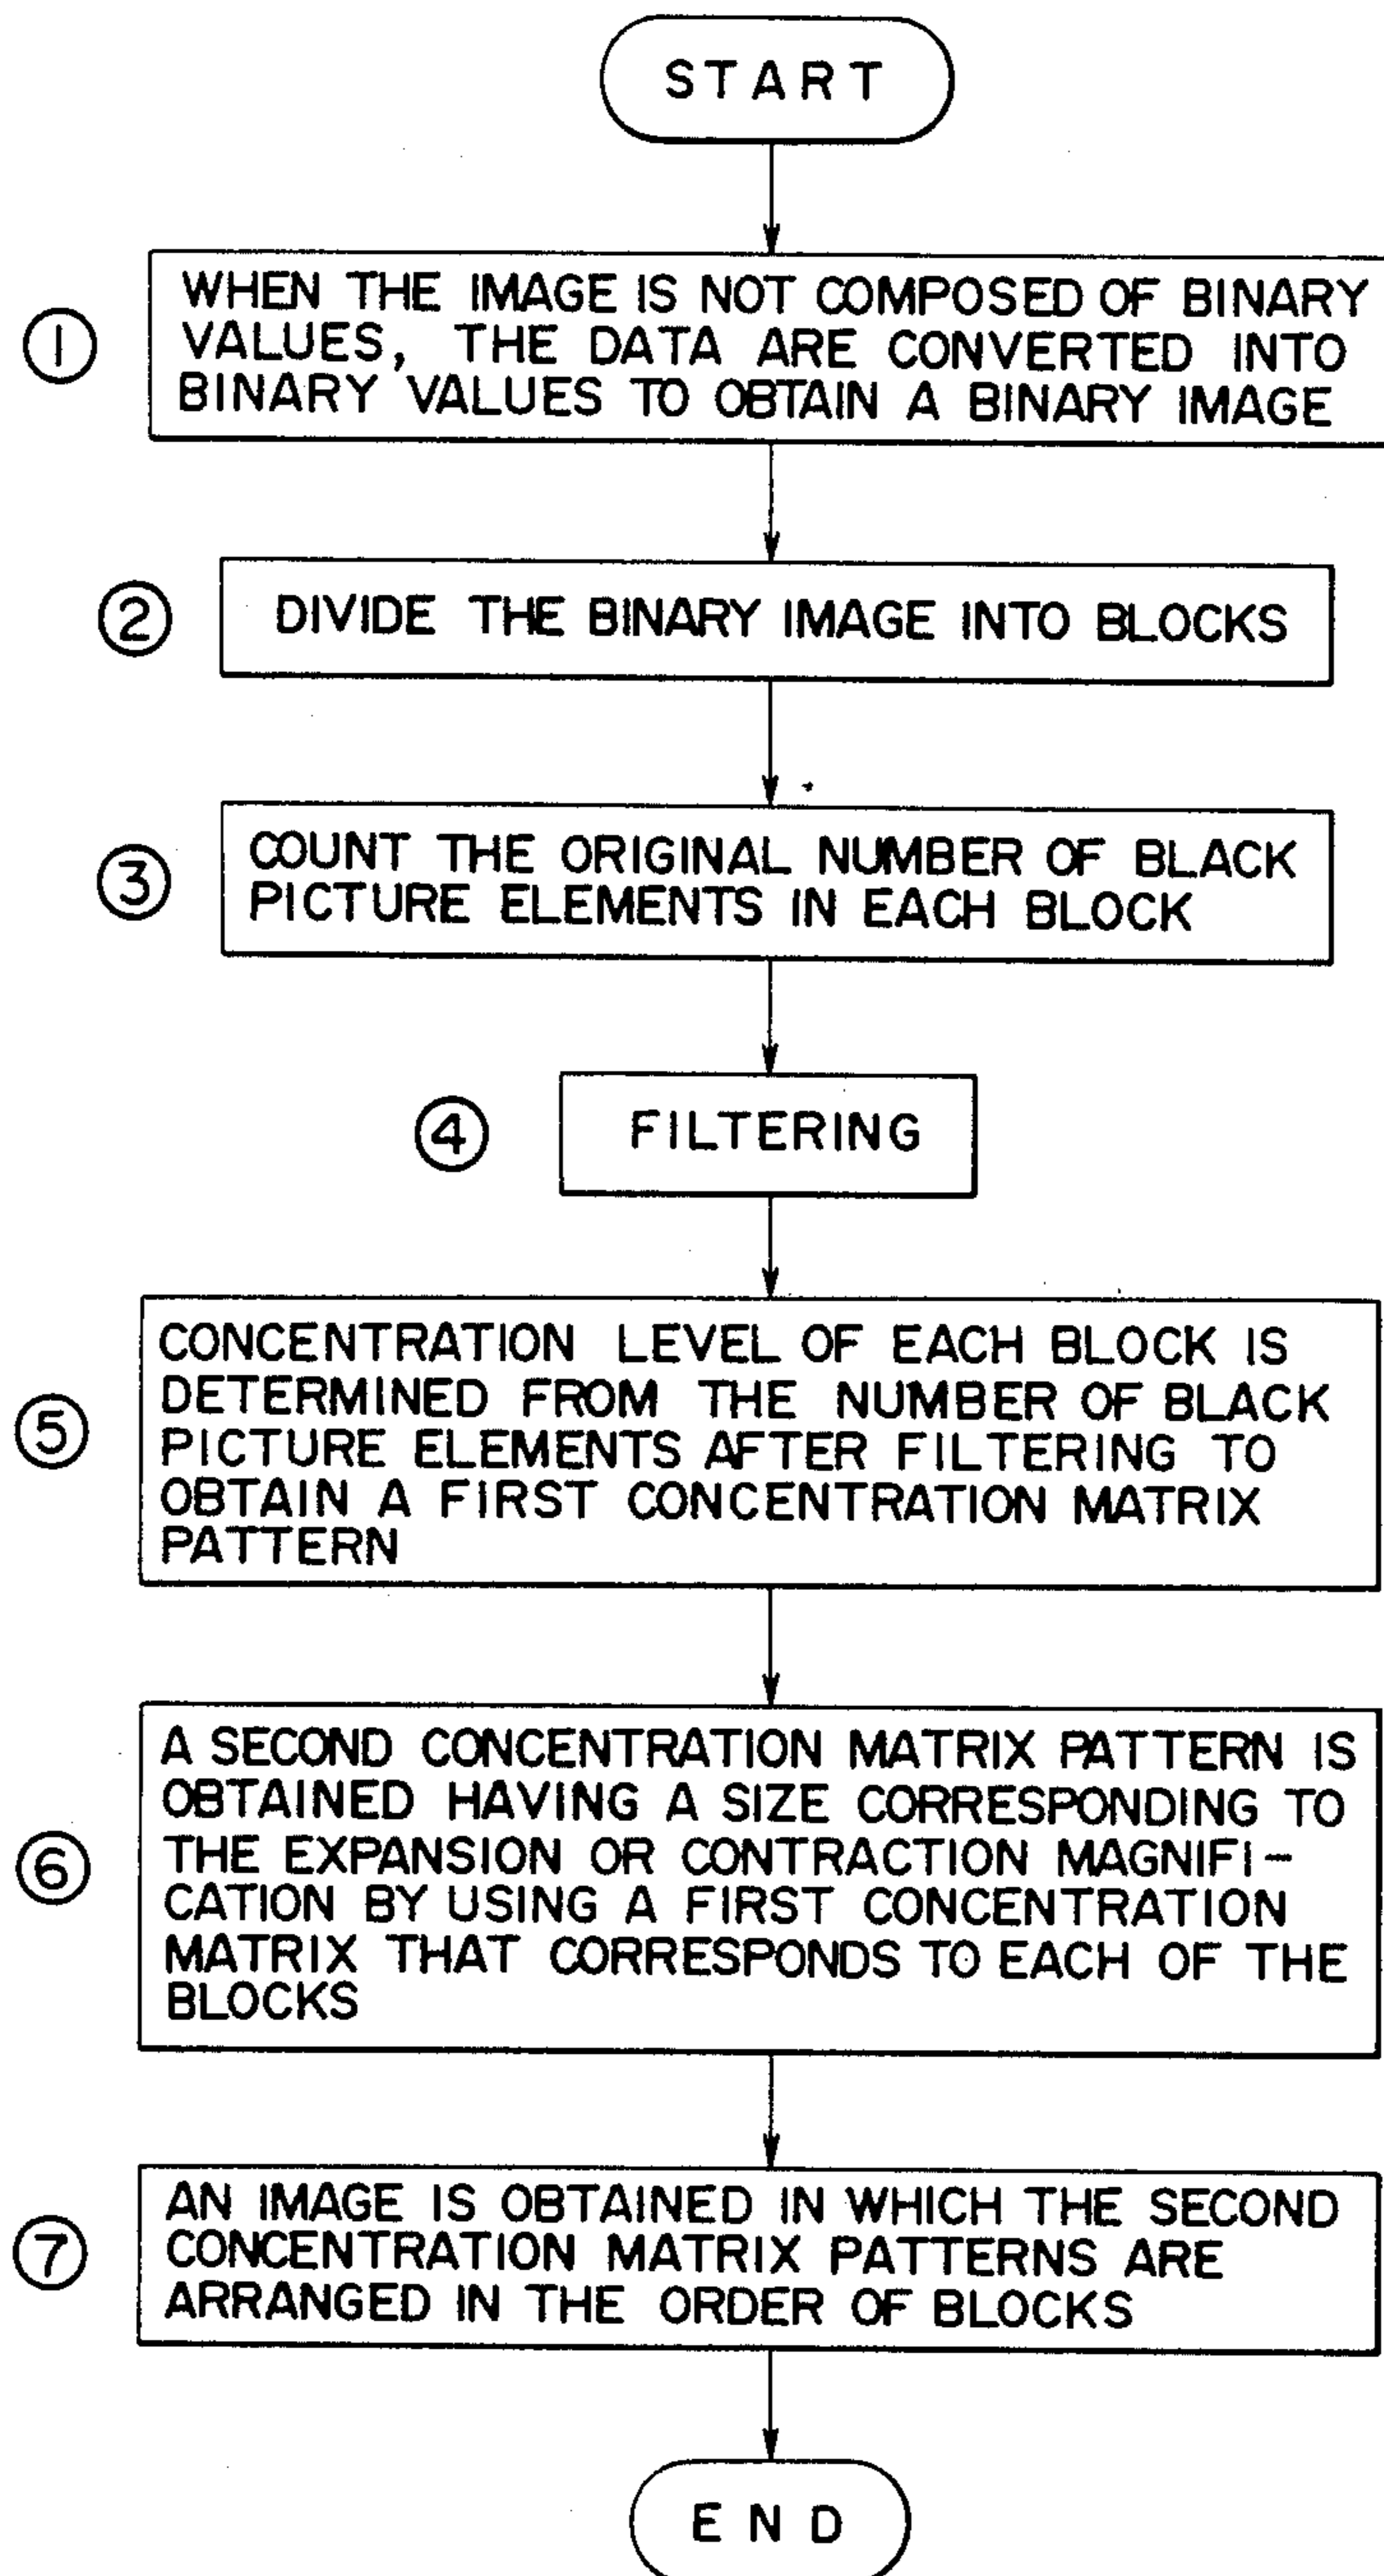 START
①
WHEN THE IMAGE IS NOT COMPOSED OF BINARY
VALUES, THE DATA ARE CONVERTED INTO
BINARY VALUES TO OBTAIN A BINARY IMAGE
②
DIVIDE THE BINARY IMAGE INTO BLOCKS
③
COUNT THE ORIGINAL NUMBER OF BLACK
PICTURE ELEMENTS IN EACH BLOCK
④
FILTERING
⑤
CONCENTRATION LEVEL OF EACH BLOCK IS
DETERMINED FROM THE NUMBER OF BLACK
PICTURE ELEMENTS AFTER FILTERING TO
OBTAIN A FIRST CONCENTRATION MATRIX
PATTERN
⑥
A SECOND CONCENTRATION MATRIX PATTERN IS
OBTAINED HAVING A SIZE CORRESPONDING TO
THE EXPANSION OR CONTRACTION MAGNIFI-
CATION BY USING A FIRST CONCENTRATION
MATRIX THAT CORRESPONDS TO EACH OF THE
BLOCKS
⑦
AN IMAGE IS OBTAINED IN WHICH THE SECOND
CONCENTRATION MATRIX PATTERNS ARE
ARRANGED IN THE ORDER OF BLOCKS
END